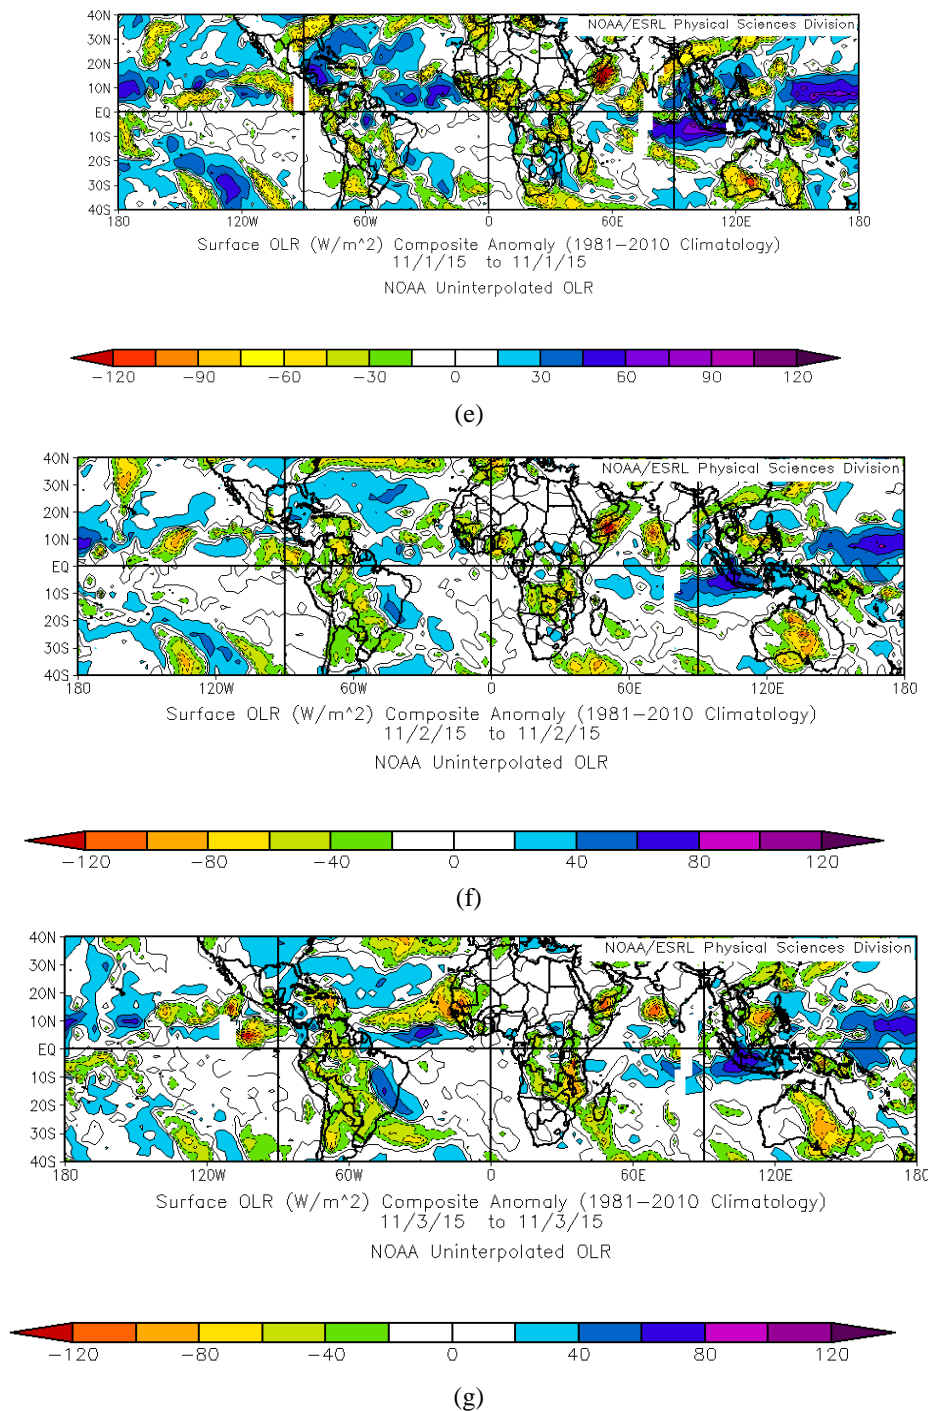 40N
NOAA/ESRL Physical Sciences Division
30N
20N
10N
EQ
10S
20S
30S
40S
180 120W 60W 0 60E 120E 180
Surface OLR (W/m^2) Composite Anomaly (1981-2010 Climatology)
11/1/15 to 11/1/15
NOAA Uninterpolated OLR
-120 -90 -60 -30 0 30 60 90 120
(e)
40N
NOAA/ESRL Physical Sciences Division
30N
20N
10N
EQ
10S
20S
30S
40S
180 120W 60W 0 60E 120E 180
Surface OLR (W/m^2) Composite Anomaly (1981-2010 Climatology)
11/2/15 to 11/2/15
NOAA Uninterpolated OLR
-120 -80 -40 0 40 80 120
(f)
40N
NOAA/ESRL Physical Sciences Division
30N
20N
10N
EQ
10S
20S
30S
40S
180 120W 60W 0 60E 120E 180
Surface OLR (W/m^2) Composite Anomaly (1981-2010 Climatology)
11/3/15 to 11/3/15
NOAA Uninterpolated OLR
-120 -80 -40 0 40 80 120
(g)